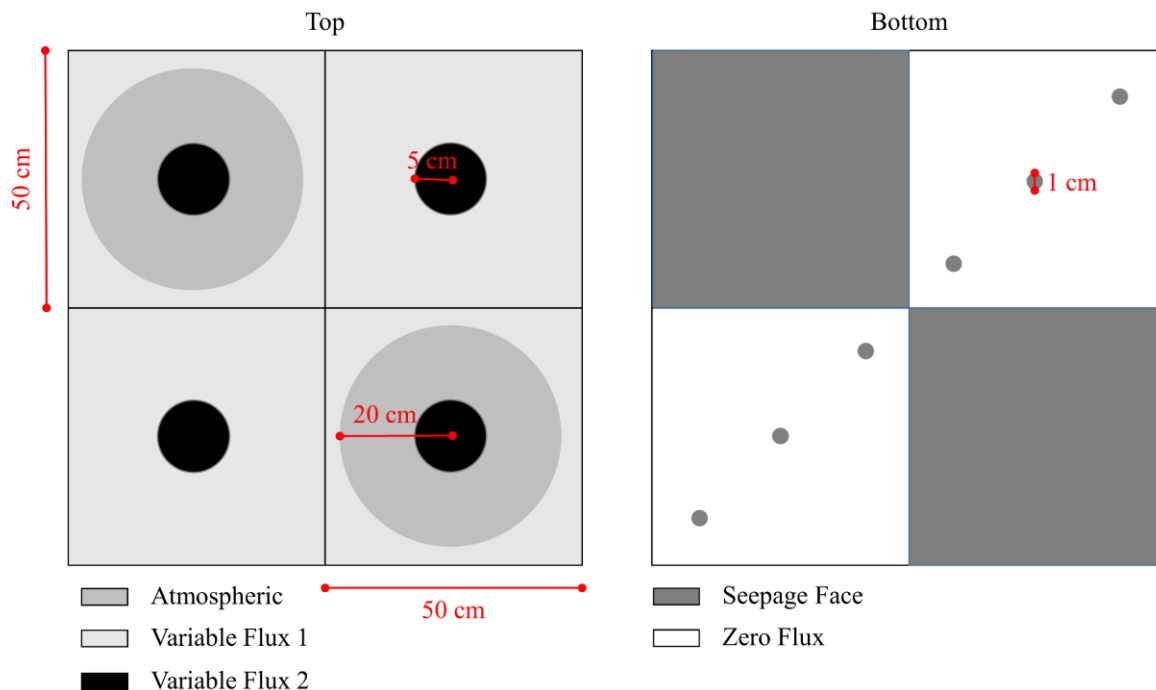 Top
Bottom
50 cm
5 cm
1 cm
20 cm
50 cm
Atmospheric
Variable Flux 1
Variable Flux 2
Seepage Face
Zero Flux